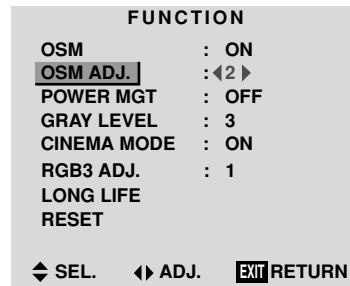 FUNCTION
OSM : ON
OSM ADJ. : ◀2▶
POWER MGT : OFF
GRAY LEVEL : 3
CINEMA MODE : ON
RGB3 ADJ. : 1
LONG LIFE
RESET
SEL. ADJ. EXIT RETURN